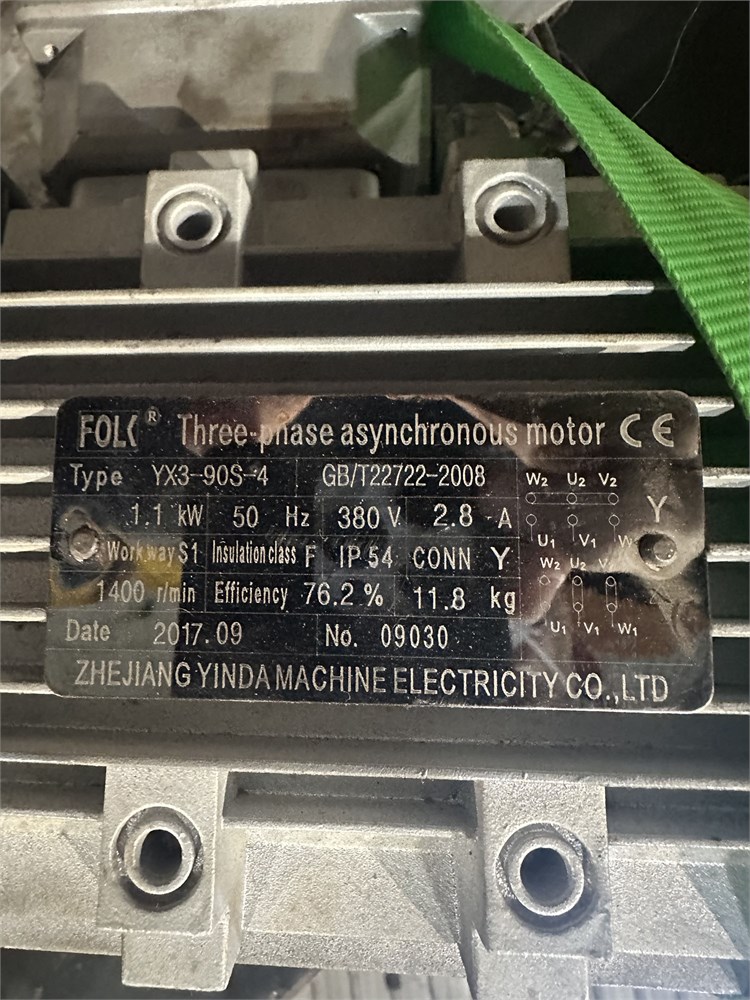 FOLK ® Three-phase asynchronous motor CE
Type YX3-90S-4 GB/T22722-2008
W2 U2 V2
1.1 kW 50 Hz 380 V 2.8 A
U1 V1 W Y
Work way S1 Insulation class F IP 54 CONN Y
W2 U2 V
1400 r/min Efficiency 76.2 % 11.8 kg
U1 V1 W1
Date 2017.09 No. 09030
ZHEJIANG YINDA MACHINE ELECTRICITY CO.,LTD